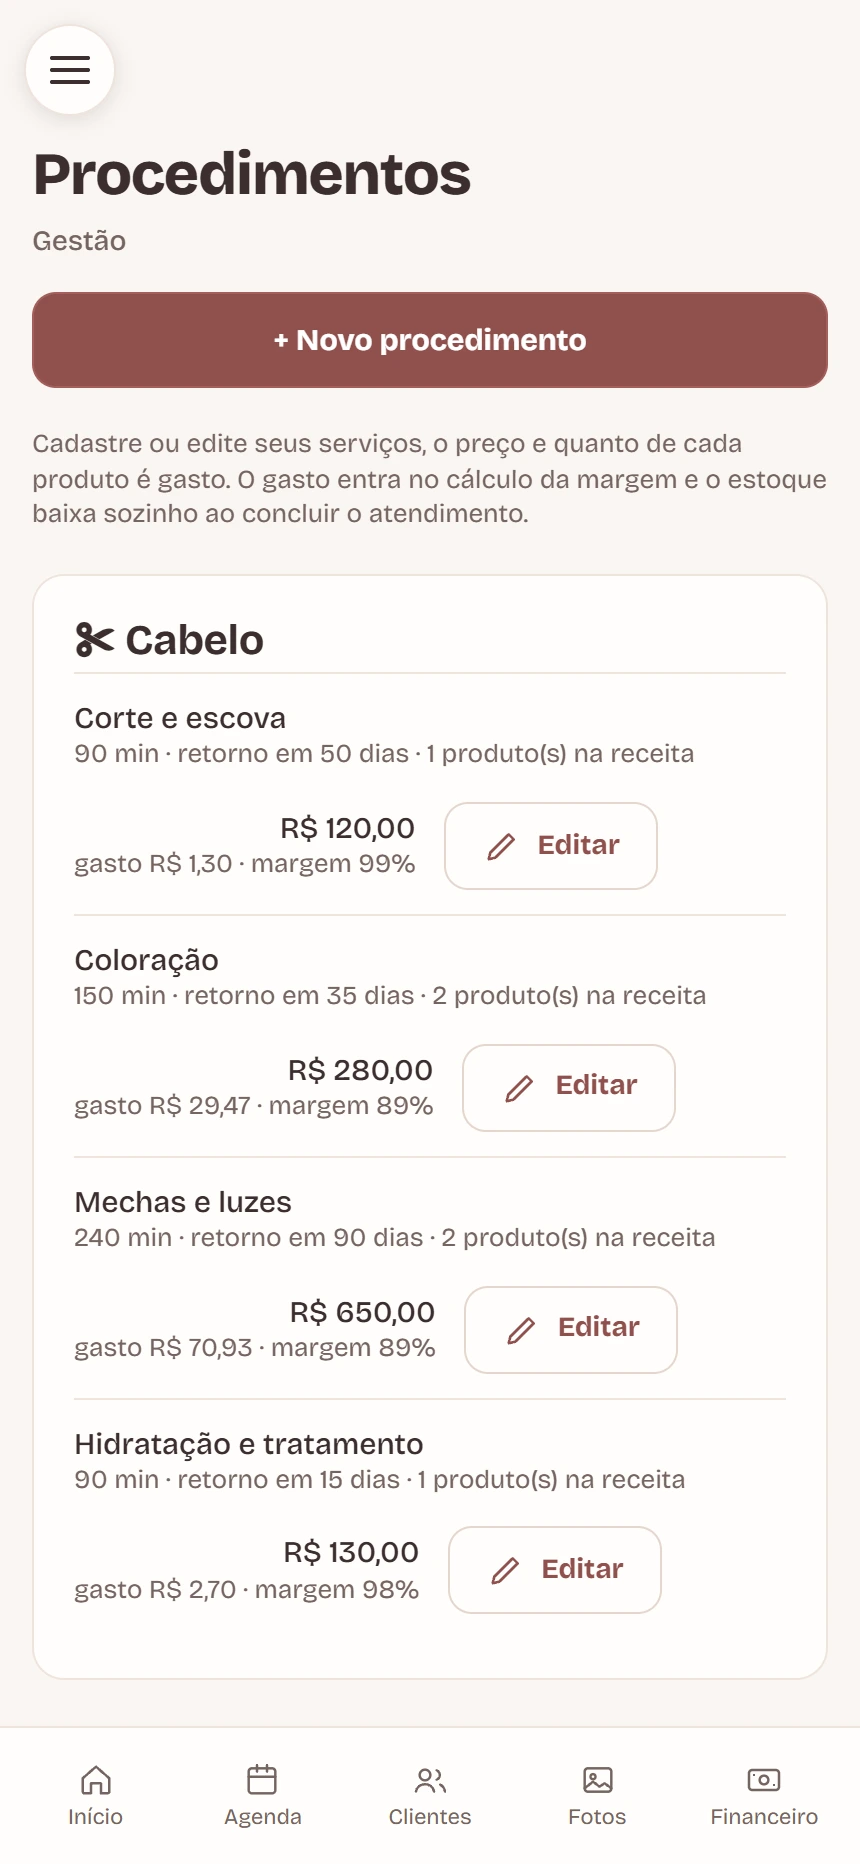 Procedimentos
Gestão
+ Novo procedimento
Cadastre ou edite seus serviços, o preço e quanto de cada
produto é gasto. O gasto entra no cálculo da margem e o estoque
baixa sozinho ao concluir o atendimento.
Cabelo
Corte e escova
90 min · retorno em 50 dias · 1 produto(s) na receita
R$ 120,00
gasto R$ 1,30 · margem 99%
Editar
Coloração
150 min · retorno em 35 dias · 2 produto(s) na receita
R$ 280,00
gasto R$ 29,47 · margem 89%
Editar
Mechas e luzes
240 min · retorno em 90 dias · 2 produto(s) na receita
R$ 650,00
gasto R$ 70,93 · margem 89%
Editar
Hidratação e tratamento
90 min · retorno em 15 dias · 1 produto(s) na receita
R$ 130,00
gasto R$ 2,70 · margem 98%
Editar
Início
Agenda
Clientes
Fotos
Financeiro